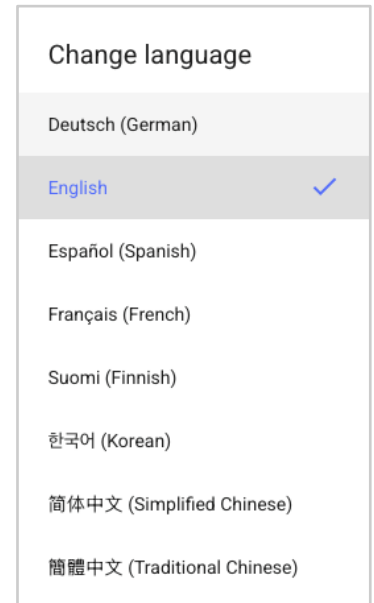 Change language
Deutsch (German)
English
Español (Spanish)
Français (French)
Suomi (Finnish)
한국어 (Korean)
简体中文 (Simplified Chinese)
簡體中文 (Traditional Chinese)